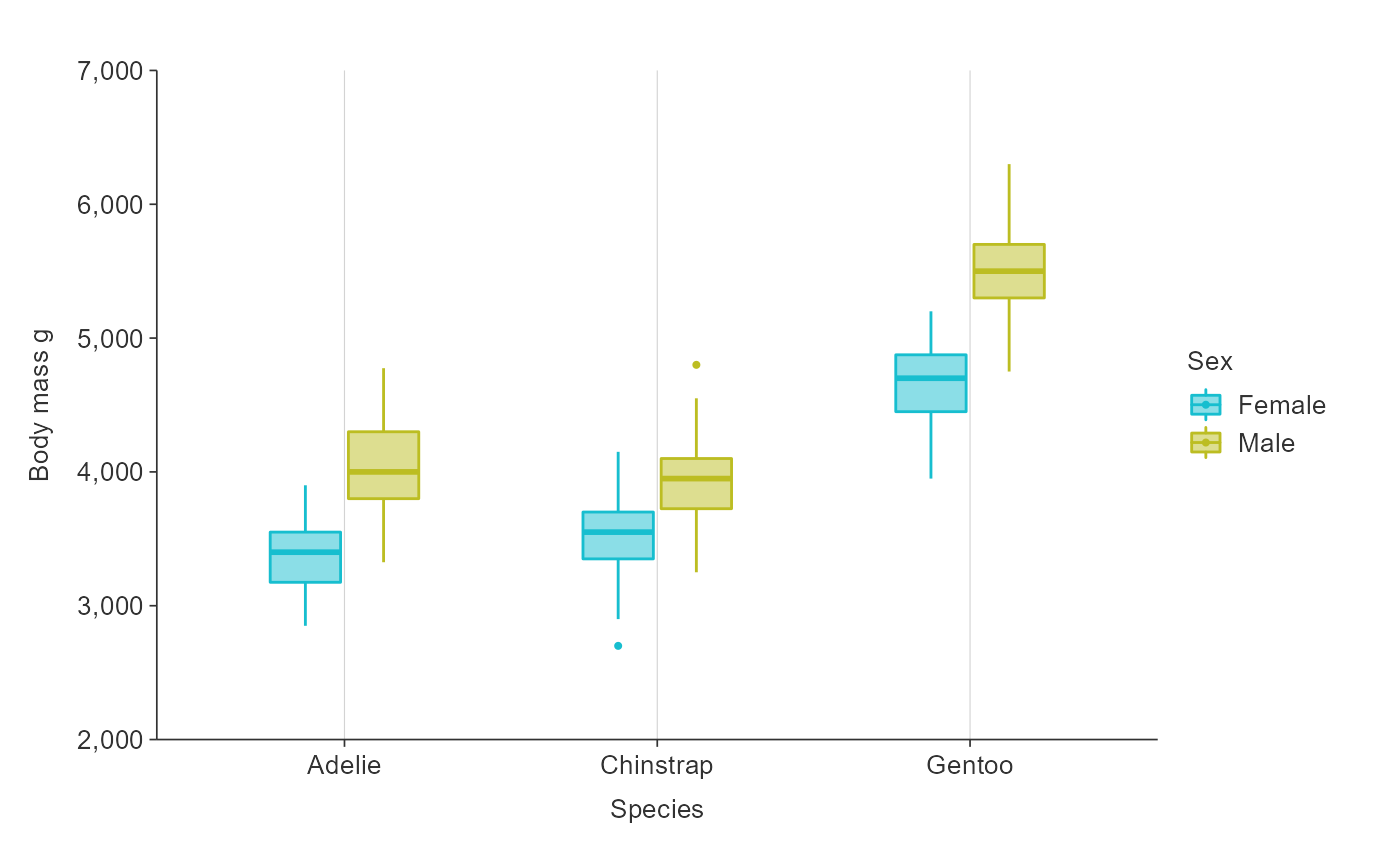 7,000
6,000
5,000
4,000
3,000
2,000
Body mass g
Adelie
Chinstrap
Gentoo
Species
Sex
Female
Male